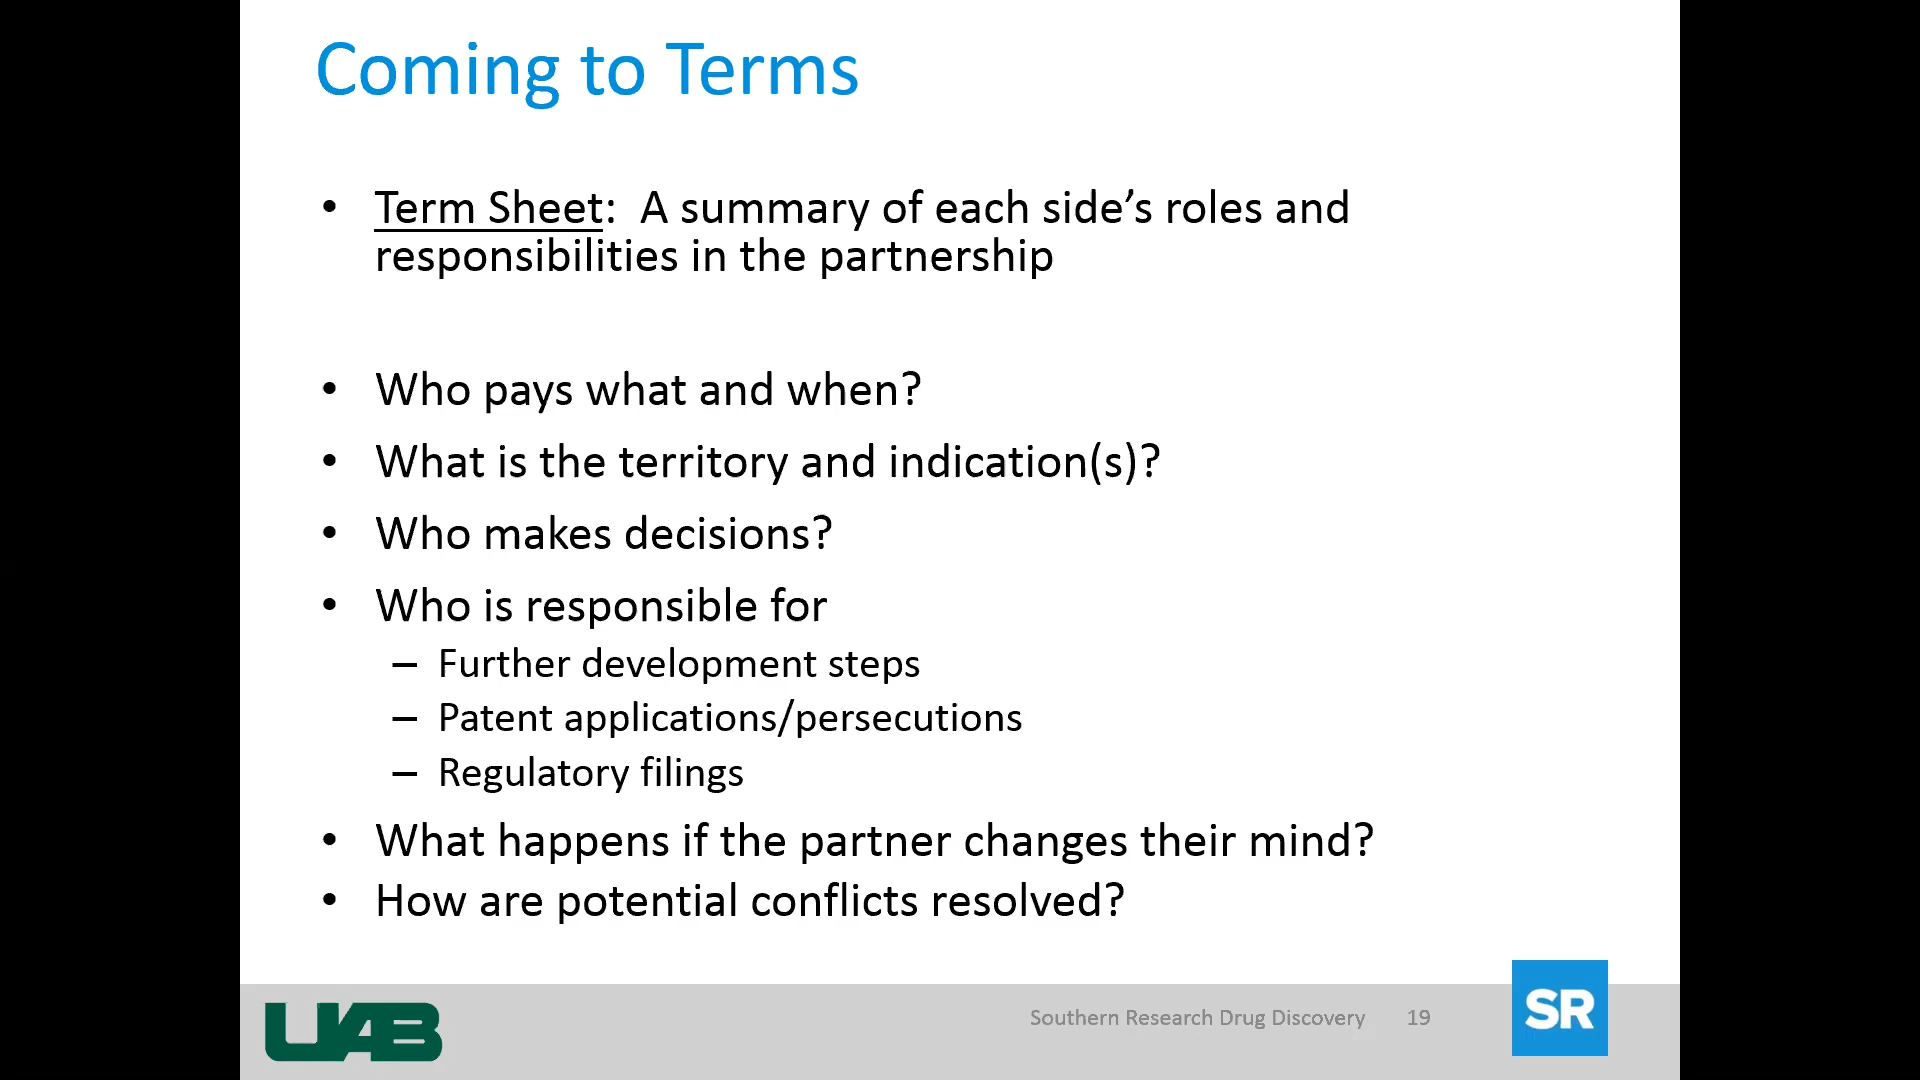 Coming to Terms
• Term Sheet:  A summary of each side’s roles and
responsibilities in the partnership
• Who pays what and when?
• What is the territory and indication(s)?
• Who makes decisions?
• Who is responsible for
– Further development steps
– Patent applications/persecutions
– Regulatory filings
• What happens if the partner changes their mind?
• How are potential conflicts resolved?
UAB
Southern Research Drug Discovery 19
SR